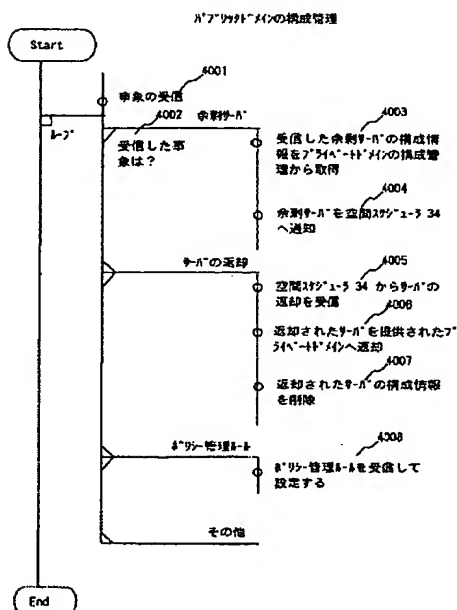 ﾊﾟﾌﾞﾘｯｸﾄﾞﾒｲﾝの構成管理
Start
4001
事象の受信
ﾙｰﾌﾟ
4002
受信した事
象は？
余剰ｻｰﾊﾞ
4003
受信した余剰ｻｰﾊﾞの構成情
報をﾌﾟﾗｲﾍﾞｰﾄﾄﾞﾒｲﾝの構成管
理から取得
4004
余剰ｻｰﾊﾞを空間ｽｹｼﾞｭｰﾗ 34
へ通知
ｻｰﾊﾞの返却
4005
空間ｽｹｼﾞｭｰﾗ 34 からｻｰﾊﾞの
返却を受信
4006
返却されたｻｰﾊﾞを提供されたﾌﾟ
ﾗｲﾍﾞｰﾄﾄﾞﾒｲﾝへ返却
4007
返却されたｻｰﾊﾞの構成情報
を削除
ﾎﾟﾘｼｰ管理ﾙｰﾙ
4008
ﾎﾟﾘｼｰ管理ﾙｰﾙを受信して
設定する
その他
End